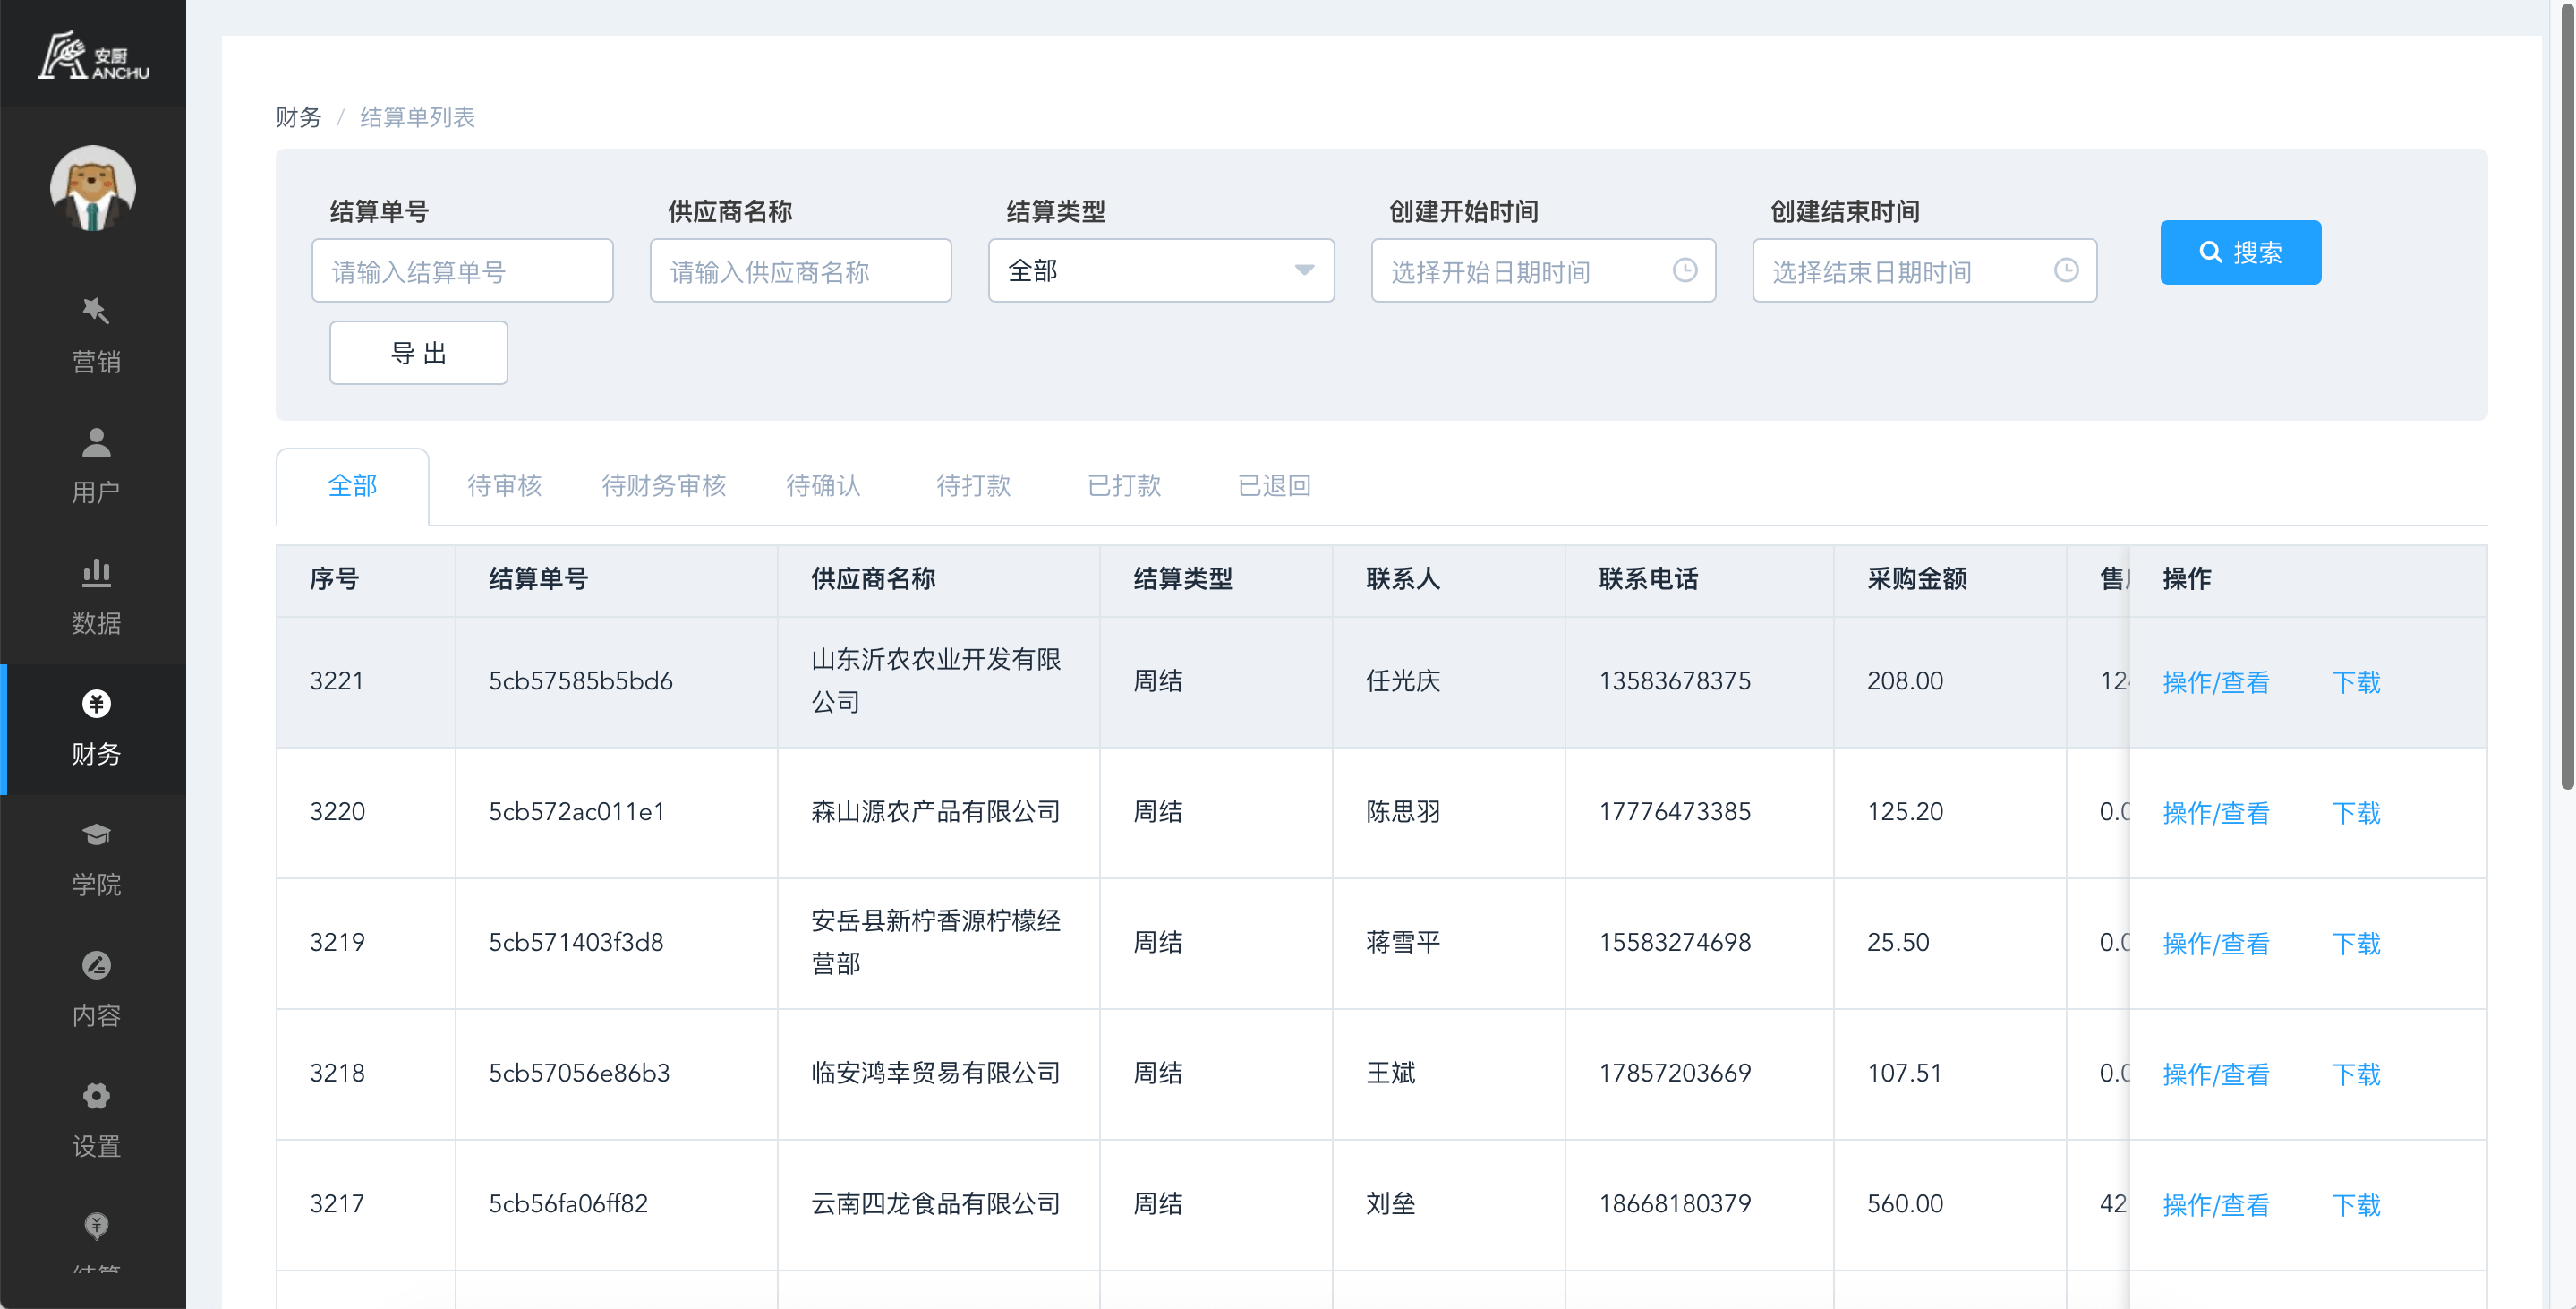 安厨
ANCHU
营销
用户
数据
财务
学院
内容
设置
财务 / 结算单列表
结算单号 供应商名称 结算类型 创建开始时间 创建结束时间
请输入结算单号 请输入供应商名称 全部 选择开始日期时间 选择结束日期时间 搜索
导 出
全部 待审核 待财务审核 待确认 待打款 已打款 已退回
序号 结算单号 供应商名称 结算类型 联系人 联系电话 采购金额 售 操作
3221 5cb57585b5bd6 山东沂农农业开发有限
公司 周结 任光庆 13583678375 208.00 12 操作/查看 下载
3220 5cb572ac011e1 森山源农产品有限公司 周结 陈思羽 17776473385 125.20 0.0 操作/查看 下载
3219 5cb571403f3d8 安岳县新柠香源柠檬经
营部 周结 蒋雪平 15583274698 25.50 0.0 操作/查看 下载
3218 5cb57056e86b3 临安鸿幸贸易有限公司 周结 王斌 17857203669 107.51 0.0 操作/查看 下载
3217 5cb56fa06ff82 云南四龙食品有限公司 周结 刘垒 18668180379 560.00 42 操作/查看 下载